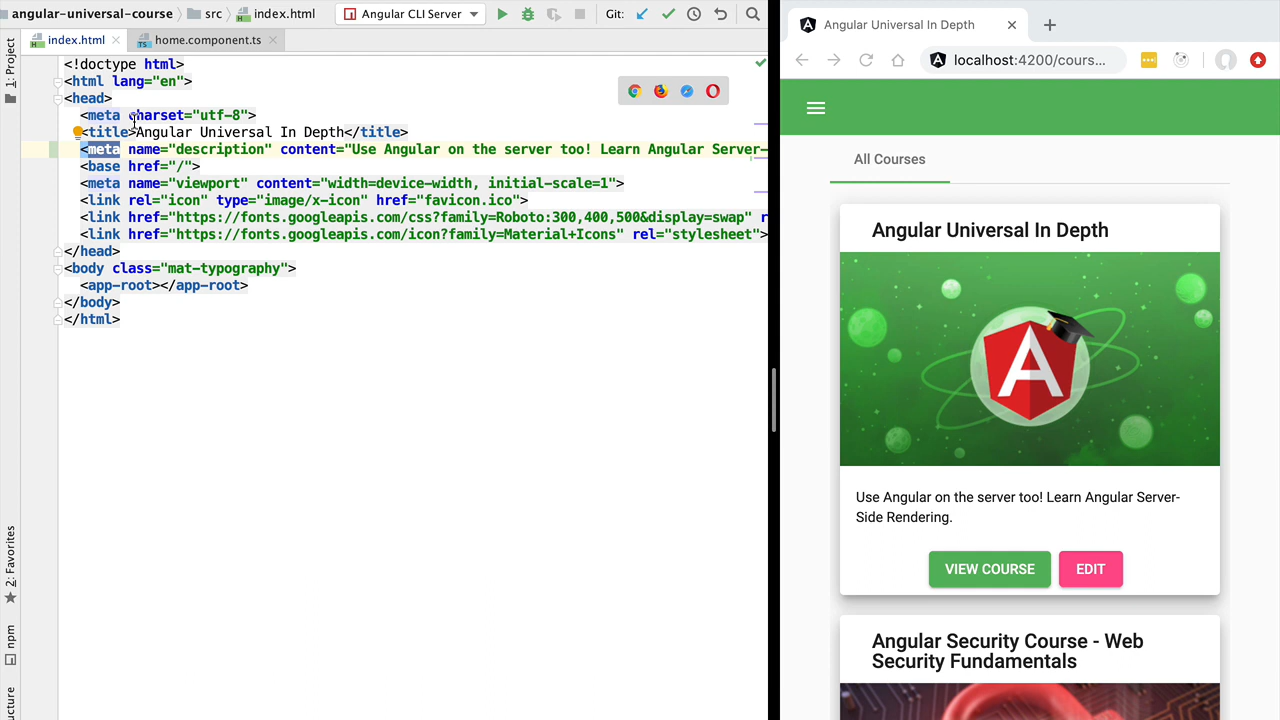 angular-universal-course
src
index.html
Angular CLI Server
Git:
index.html
home.component.ts
1: Project
<!doctype html>
<html lang="en">
<head>
<meta charset="utf-8">
<title>Angular Universal In Depth</title>
<meta name="description" content="Use Angular on the server too! Learn Angular Server-
<base href="/">
<meta name="viewport" content="width=device-width, initial-scale=1">
<link rel="icon" type="image/x-icon" href="favicon.ico">
<link href="https://fonts.googleapis.com/css?family=Roboto:300,400,500&display=swap" r
<link href="https://fonts.googleapis.com/icon?family=Material+Icons" rel="stylesheet">
</head>
<body class="mat-typography">
<app-root></app-root>
</body>
</html>
2: Favorites
npm
ucture
Angular Universal In Depth
localhost:4200/cours...
All Courses
Angular Universal In Depth
A
Use Angular on the server too! Learn Angular Server-
Side Rendering.
VIEW COURSE
EDIT
Angular Security Course - Web
Security Fundamentals